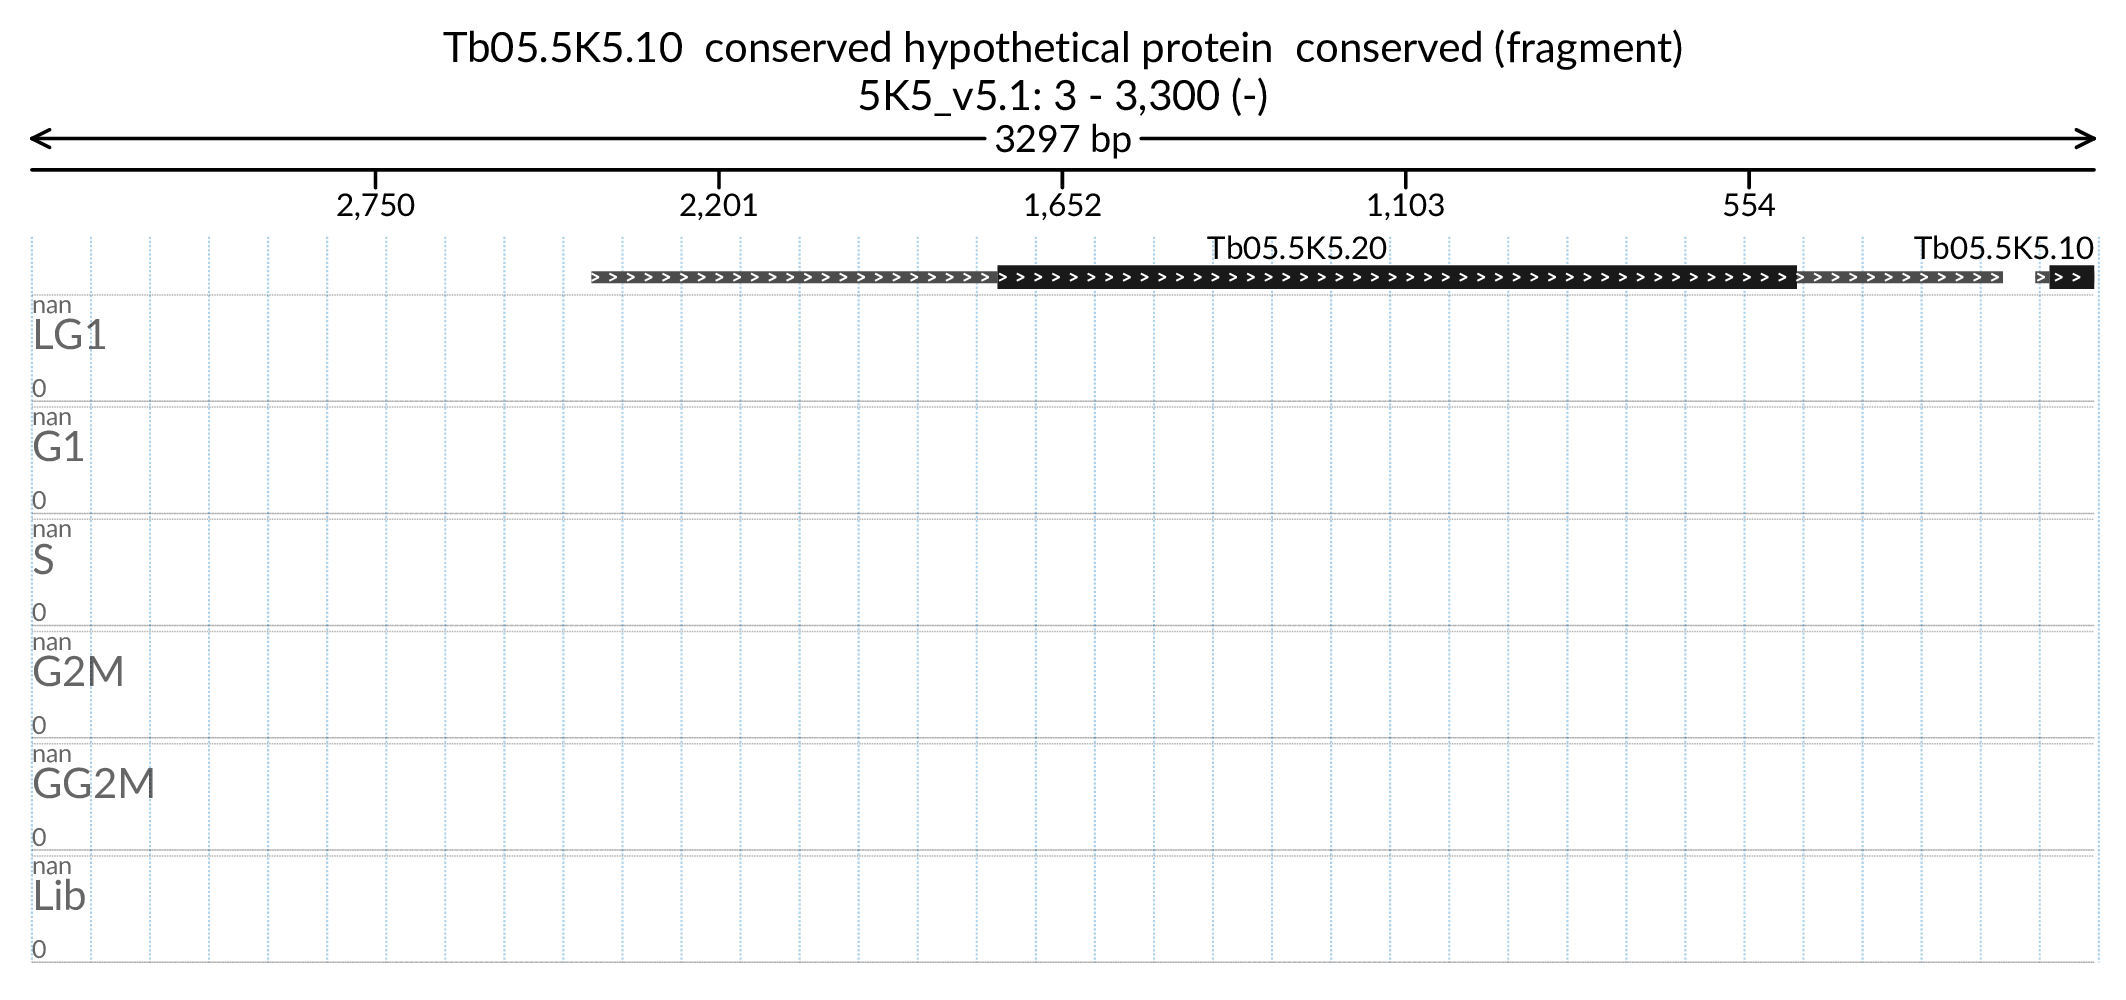 Tb05.5K5.10  conserved hypothetical protein  conserved (fragment)
5K5_v5.1: 3 - 3,300 (-)
3297 bp
2,750 2,201 1,652 1,103 554
Tb05.5K5.20 Tb05.5K5.10
nan
LG1
0
nan
G1
0
nan
S
0
nan
G2M
0
nan
GG2M
0
nan
Lib
0